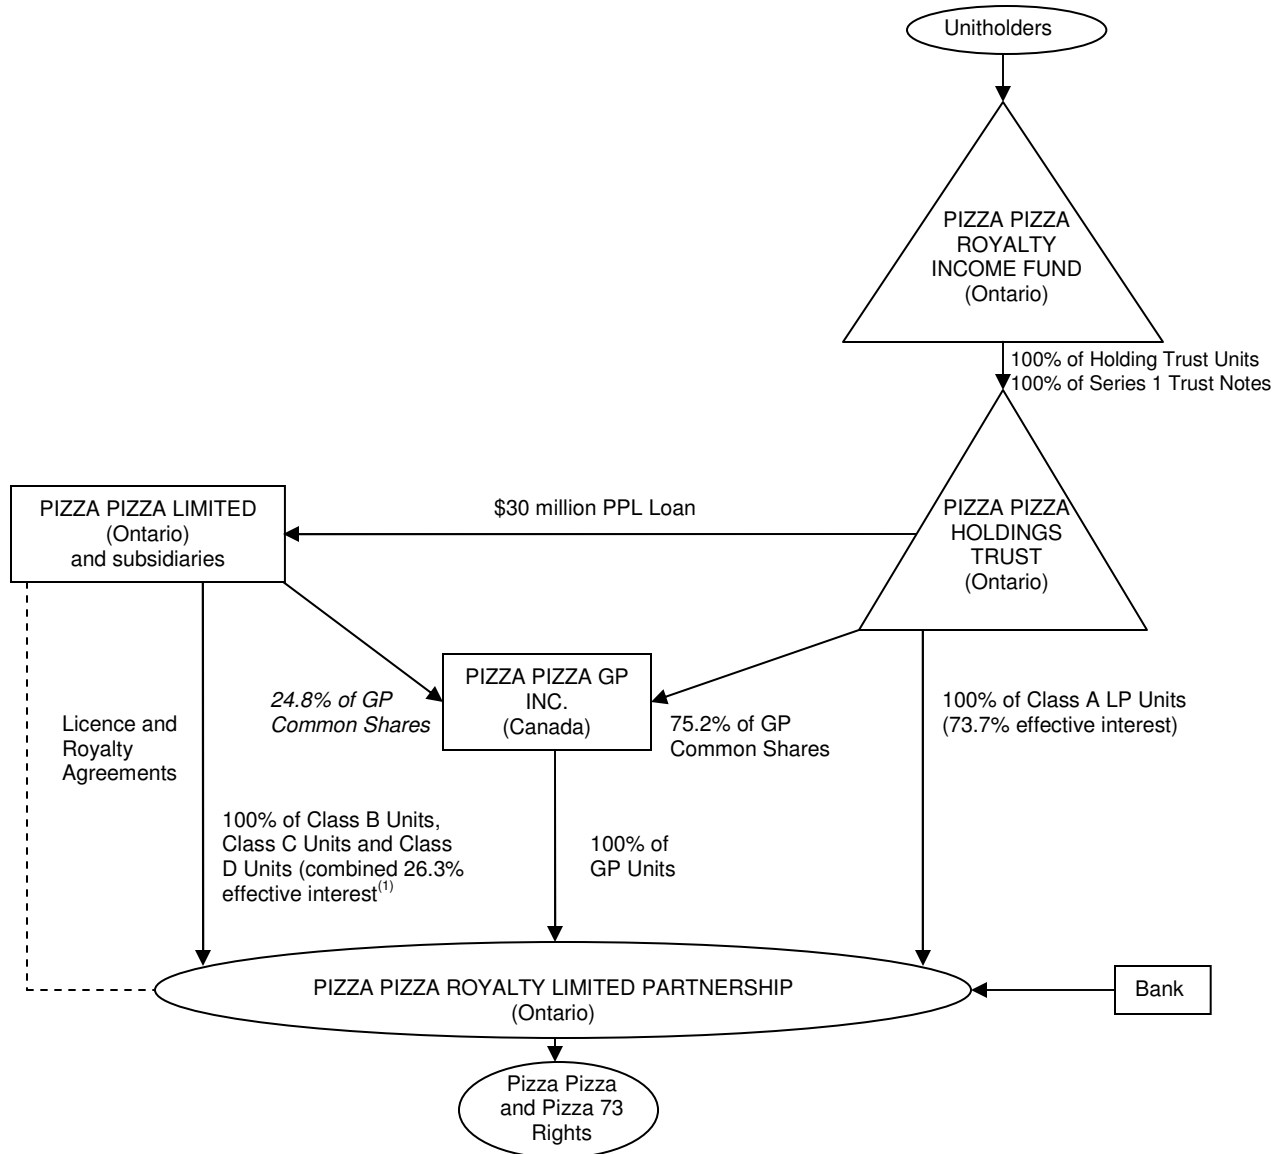 Unitholders
PIZZA PIZZA
ROYALTY
INCOME FUND
(Ontario)
100% of Holding Trust Units
100% of Series 1 Trust Notes
PIZZA PIZZA LIMITED
(Ontario)
and subsidiaries
$30 million PPL Loan
PIZZA PIZZA
HOLDINGS
TRUST
(Ontario)
PIZZA PIZZA GP
INC.
(Canada)
24.8% of GP
Common Shares
75.2% of GP
Common Shares
100% of Class A LP Units
(73.7% effective interest)
Licence and
Royalty
Agreements
100% of Class B Units,
Class C Units and Class
D Units (combined 26.3%
effective interest(1)
100% of
GP Units
PIZZA PIZZA ROYALTY LIMITED PARTNERSHIP
(Ontario)
Bank
Pizza Pizza
and Pizza 73
Rights